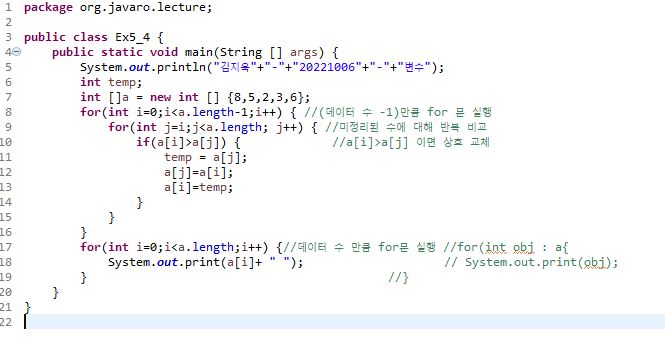 1 package org.javaro.lecture;
2
3 public class Ex5_4 {
4 public static void main(String [] args) {
5 System.out.println("김지욱"+"-"+"20221006"+"-"+"변수");
6 int temp;
7 int []a = new int [] {8,5,2,3,6};
8 for(int i=0;i<a.length-1;i++) { //(데이터 수 -1)만큼 for 문 실행
9 for(int j=i;j<a.length; j++) { //미정리된 수에 대해 반복 비교
10 if(a[i]>a[j]) { //a[i]>a[j] 이면 상호 교체
11 temp = a[j];
12 a[j]=a[i];
13 a[i]=temp;
14 }
15 }
16 }
17 for(int i=0;i<a.length;i++) {//데이터 수 만큼 for문 실행 //for(int obj : a{
18 System.out.print(a[i]+ " "); // System.out.print(obj);
19 } //}
20 }
21 }
22